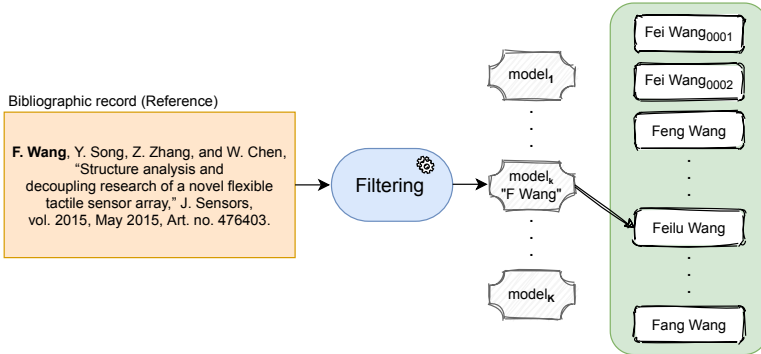 Bibliographic record (Reference)
F. Wang, Y. Song, Z. Zhang, and W. Chen,
“Structure analysis and
decoupling research of a novel flexible
tactile sensor array,” J. Sensors,
vol. 2015, May 2015, Art. no. 476403.
Filtering
model1
model k
"F Wang"
modelK
Fei Wang0001
Fei Wang0002
Feng Wang
Feilu Wang
Fang Wang